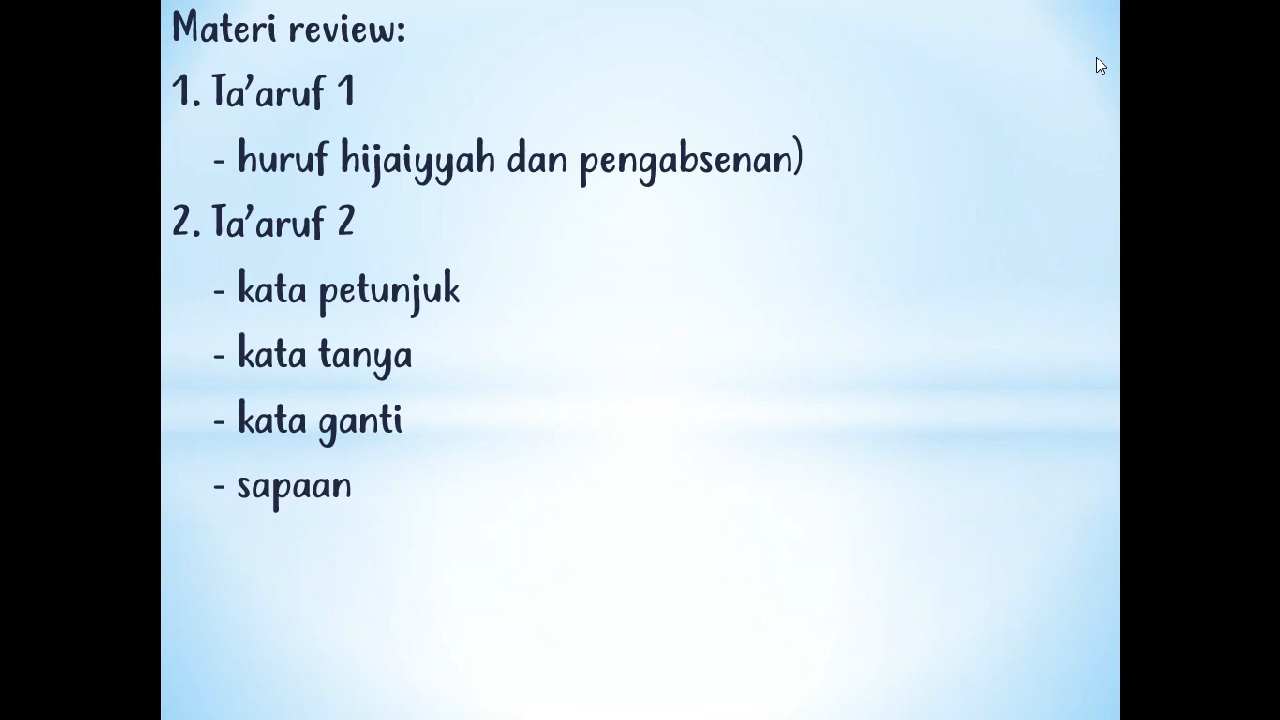 Materi review:
1. Ta'aruf 1
- huruf hijaiyyah dan pengabsenan)
2. Ta'aruf 2
- kata petunjuk
- kata tanya
- kata ganti
- sapaan